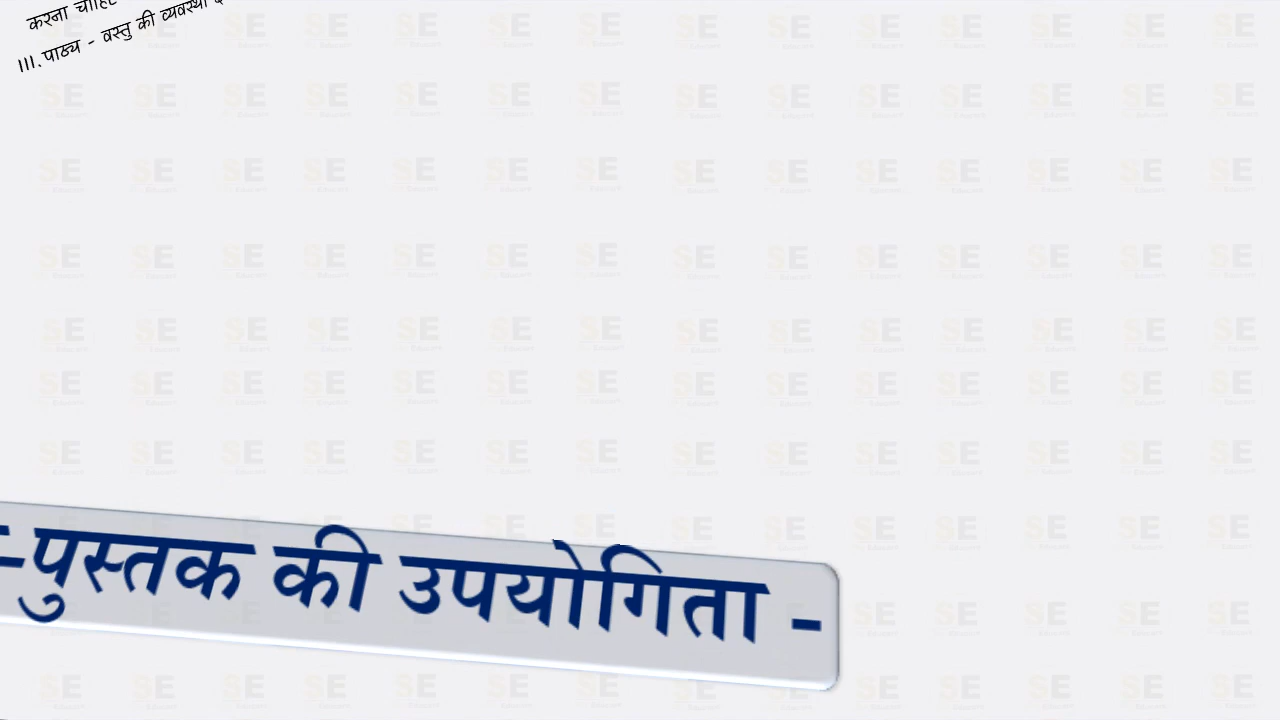 करना चाहिए
III. पाठ्य - वस्तु की व्यवस्था
-पुस्तक की उपयोगिता -